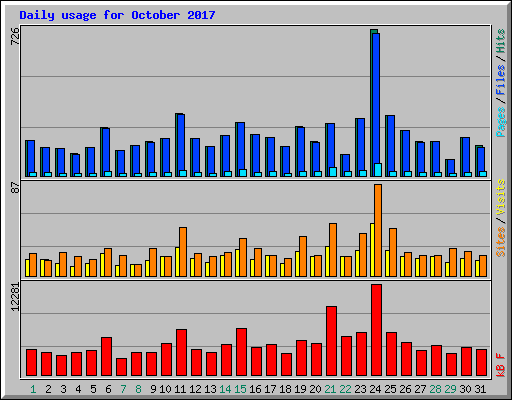 Daily usage for October 2017
726
Pages/Files/Hits
87
Sites/Visits
12281
kB F
1 2 3 4 5 6 7 8 9 10 11 12 13 14 15 16 17 18 19 20 21 22 23 24 25 26 27 28 29 30 31